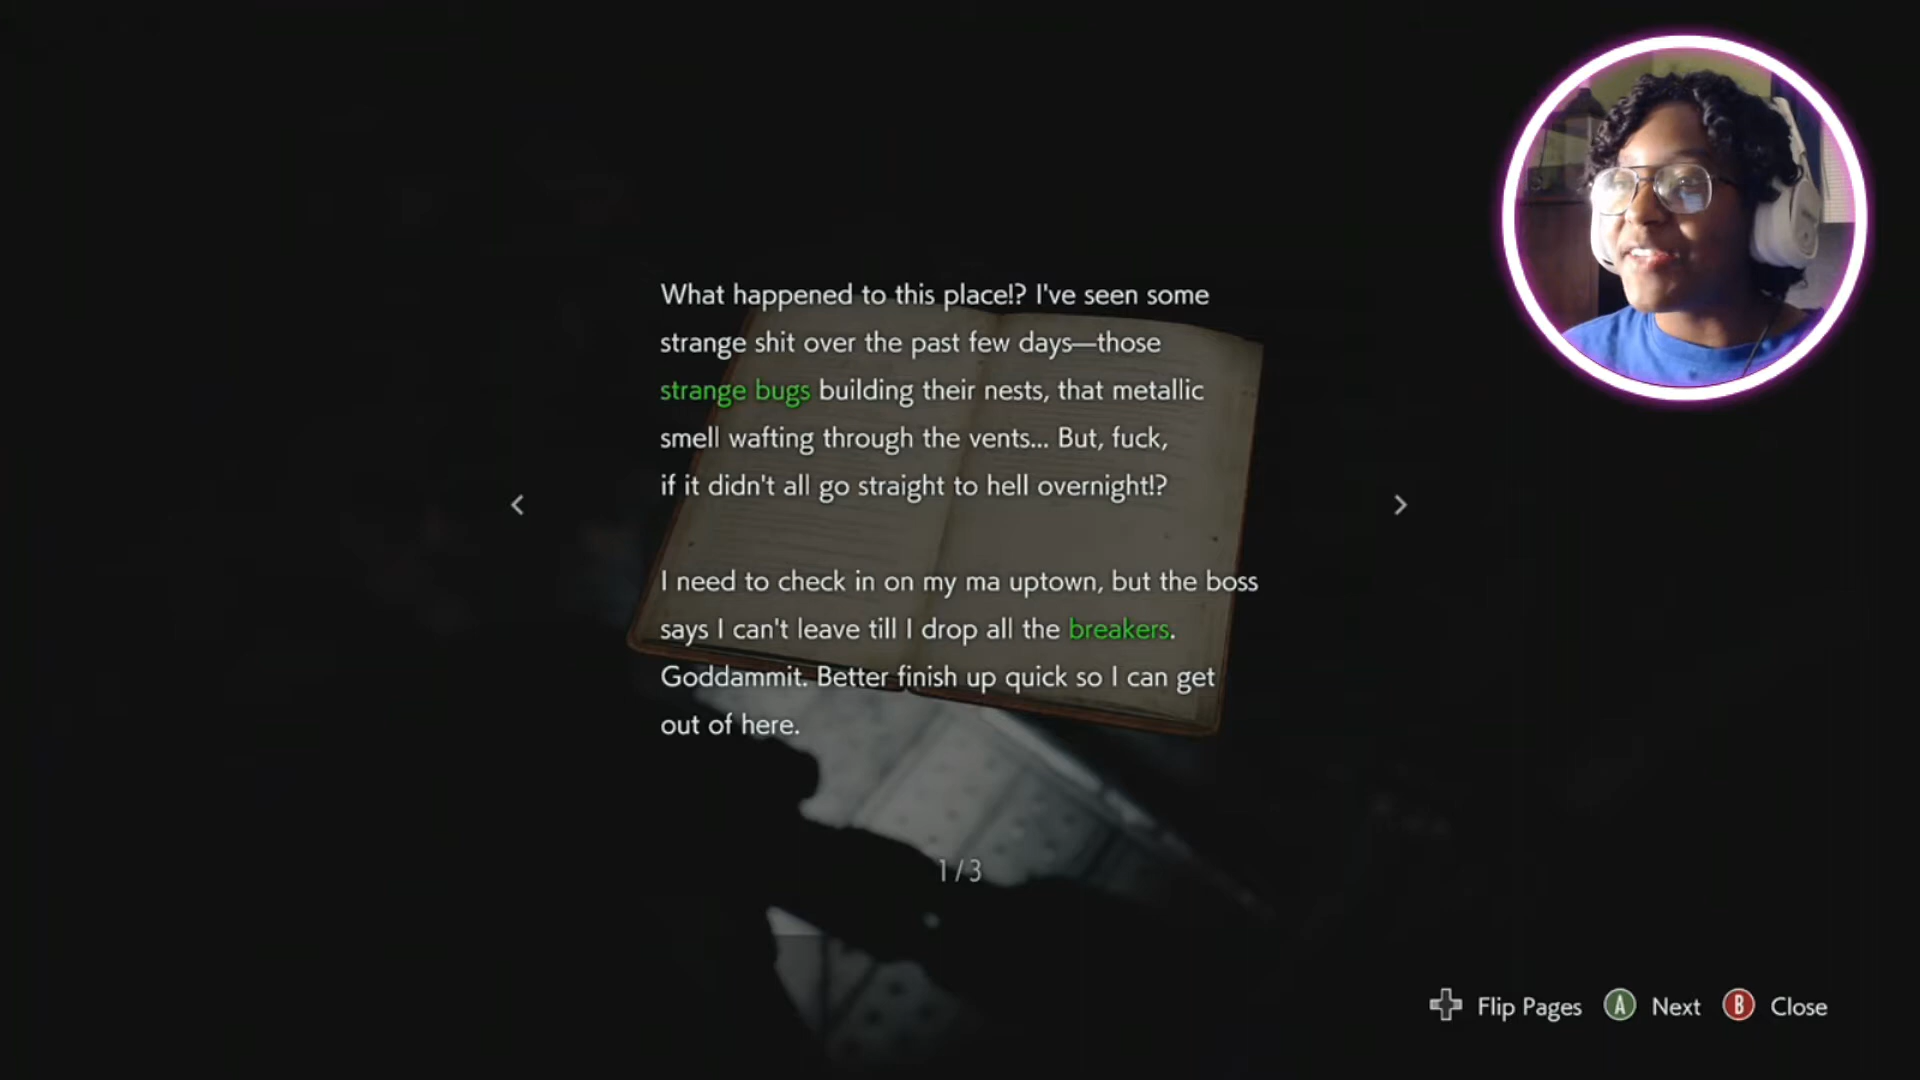 What happened to this place!? I've seen some
strange shit over the past few days—those
strange bugs building their nests, that metallic
smell wafting through the vents... But, fuck,
if it didn't all go straight to hell overnight!?
I need to check in on my ma uptown, but the boss
says I can't leave till I drop all the breakers.
Goddammit. Better finish up quick so I can get
out of here.
1 / 3
Flip Pages A Next B Close